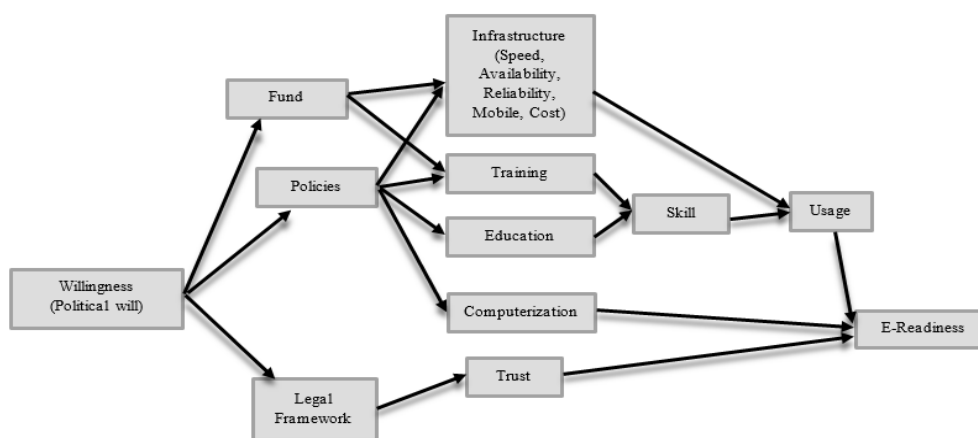 Infrastructure
(Speed,
Availability,
Reliability,
Mobile, Cost)
Fund
Training
Policies
Skill
Usage
Education
Willingness
(Political will)
Computerization
E-Readiness
Trust
Legal
Framework